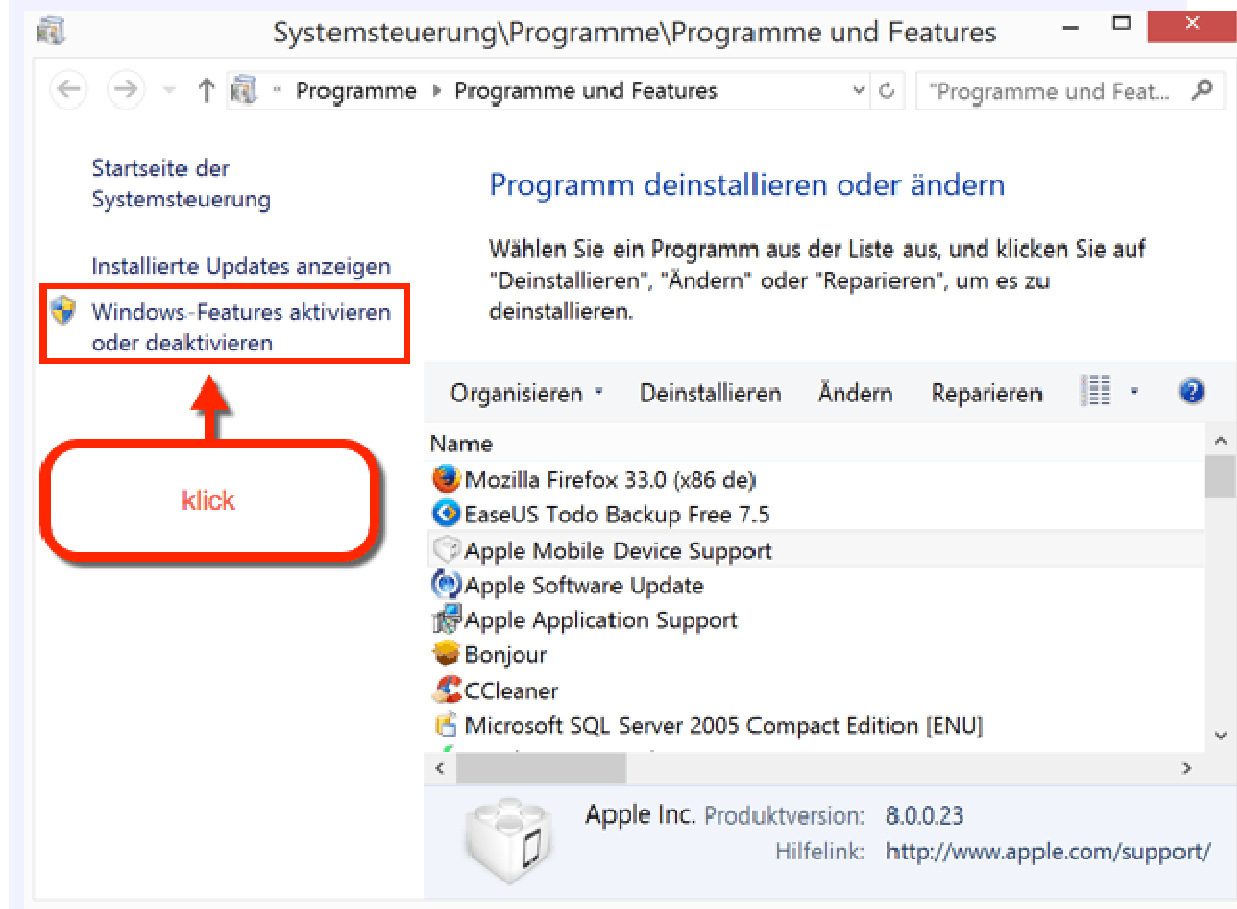 Systemsteuerung\Programme\Programme und Features
Programme ▸ Programme und Features
"Programme und Feat...
Startseite der
Systemsteuerung
Installierte Updates anzeigen
Windows-Features aktivieren
oder deaktivieren
klick
Programm deinstallieren oder ändern
Wählen Sie ein Programm aus der Liste aus, und klicken Sie auf
"Deinstallieren", "Ändern" oder "Reparieren", um es zu
deinstallieren.
Organisieren Deinstallieren Ändern Reparieren
Name
Mozilla Firefox 33.0 (x86 de)
EaseUS Todo Backup Free 7.5
Apple Mobile Device Support
Apple Software Update
Apple Application Support
Bonjour
CCleaner
Microsoft SQL Server 2005 Compact Edition [ENU]
Apple Inc. Produktversion: 8.0.0.23
Hilfelink: http://www.apple.com/support/